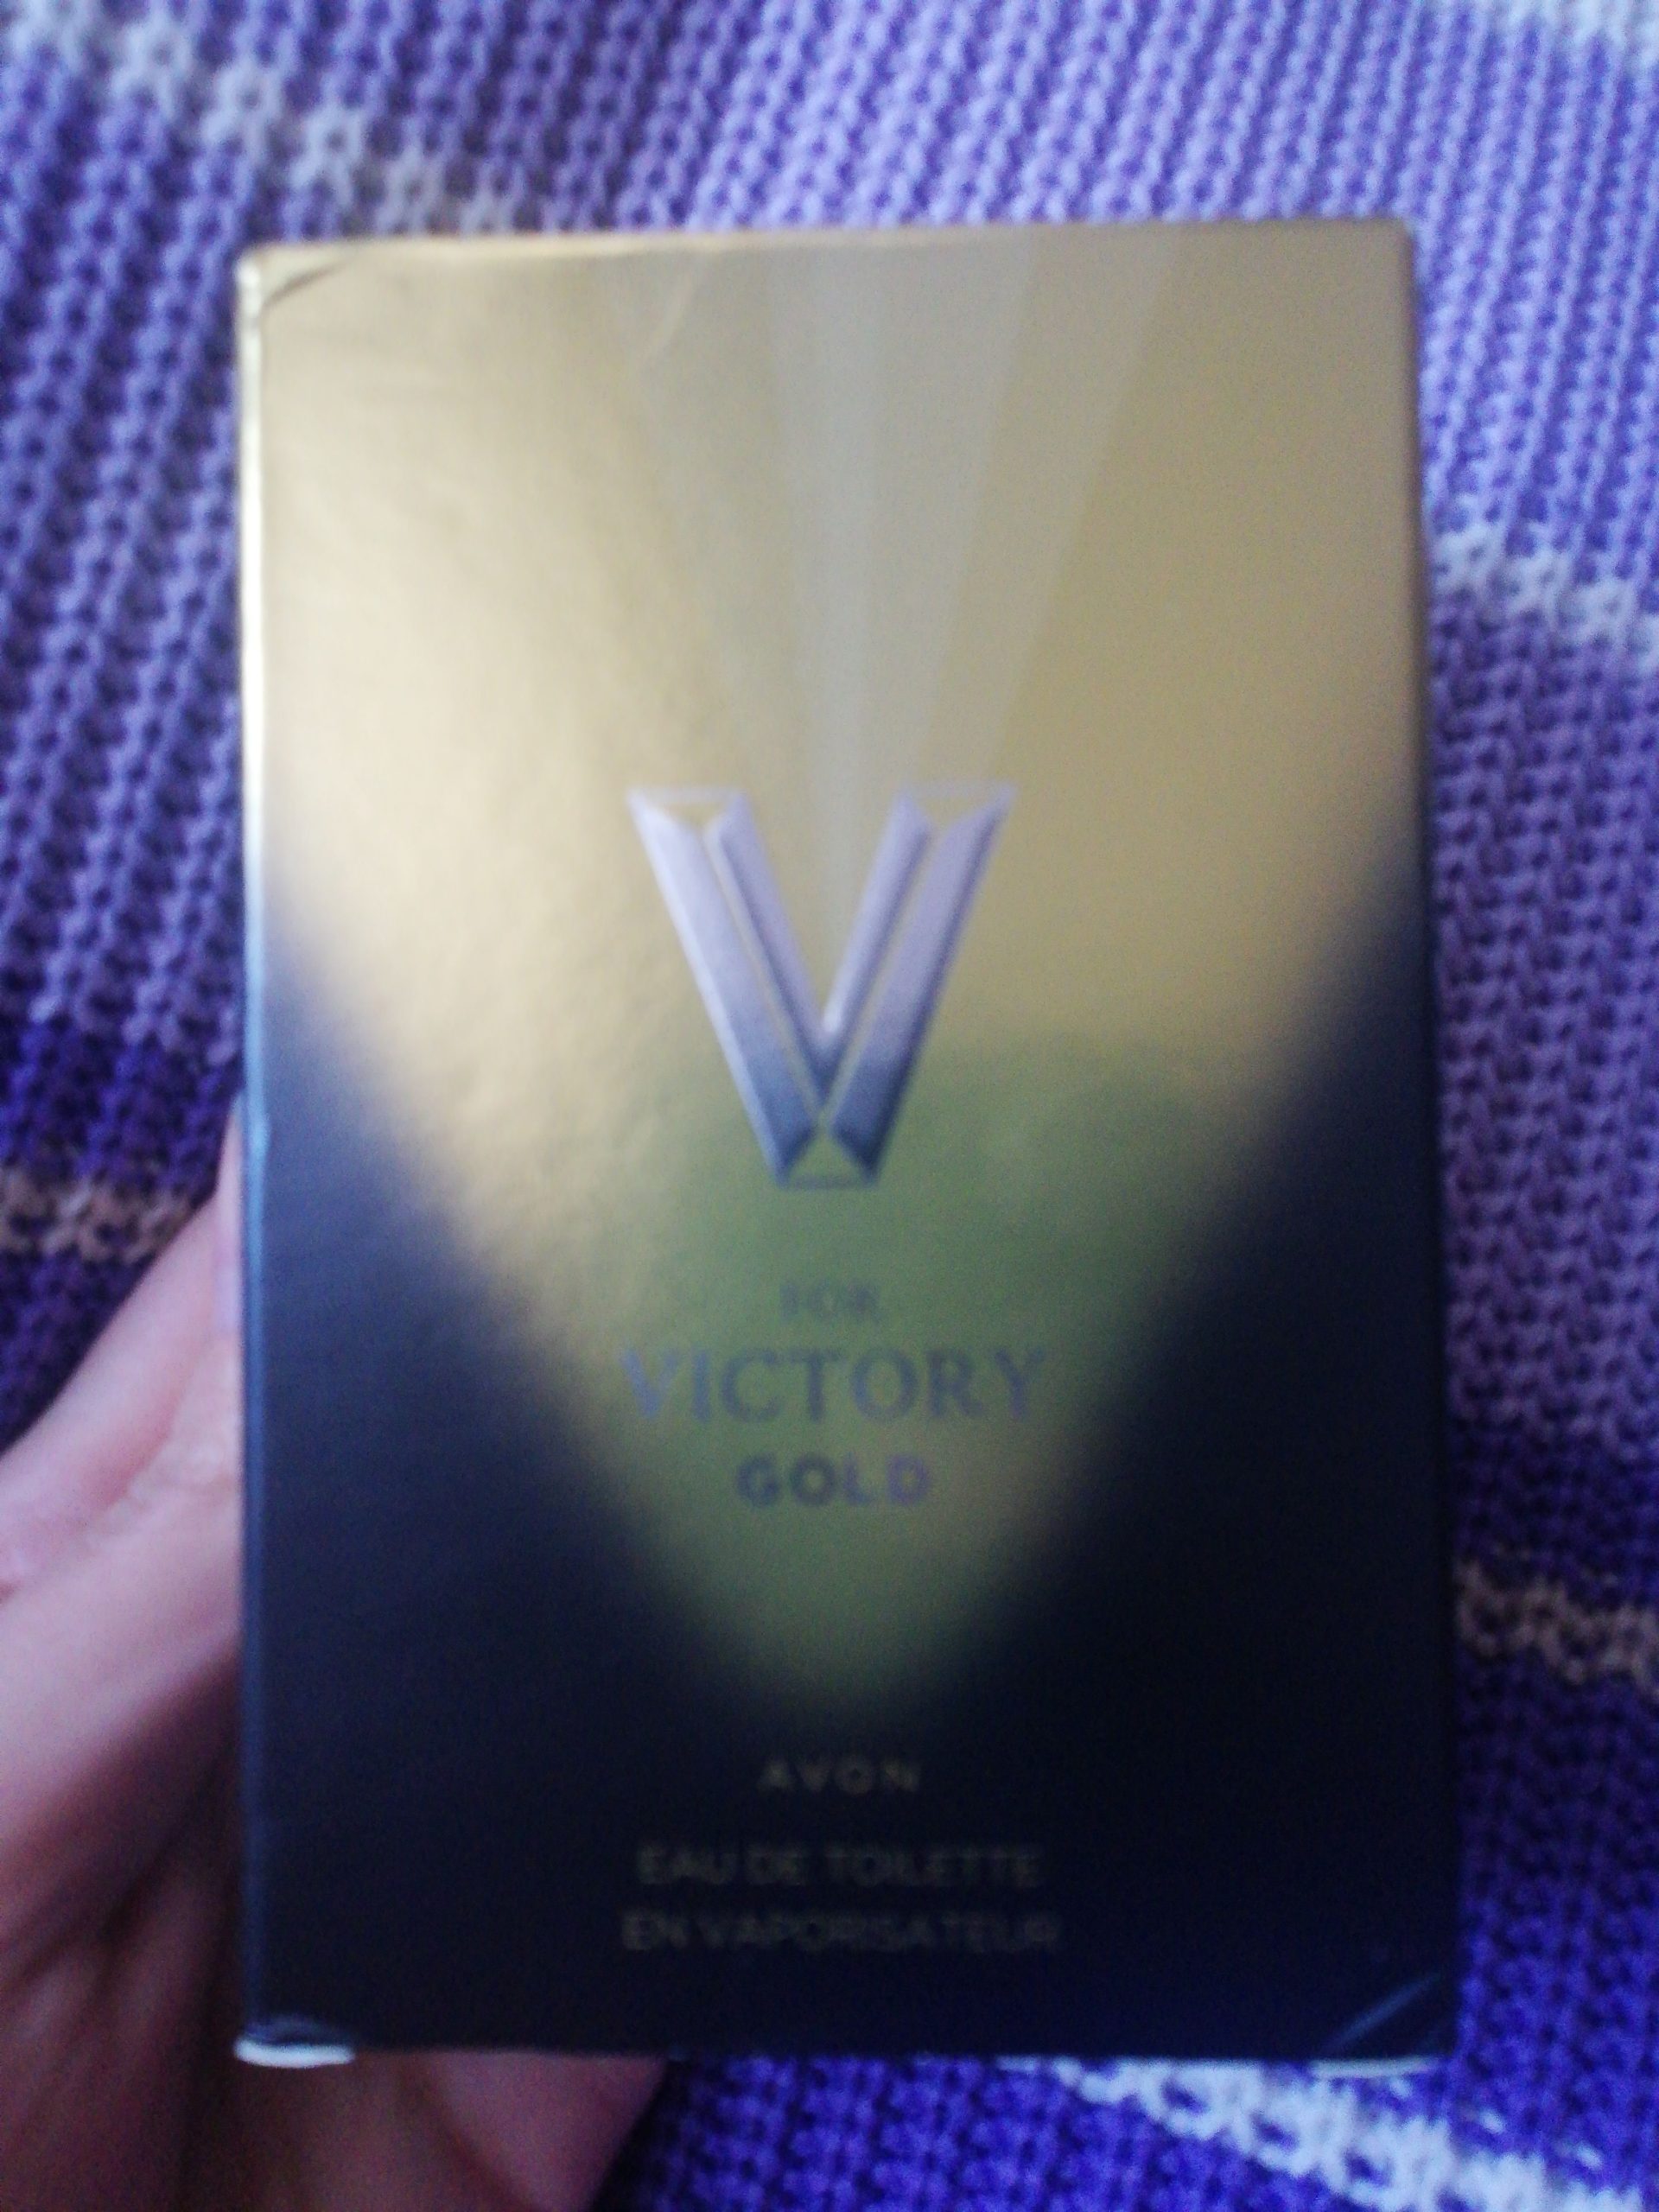 V
FOR
VICTORY
GOLD
AVON
EAU DE TOILETTE
EN VAPORISATEUR